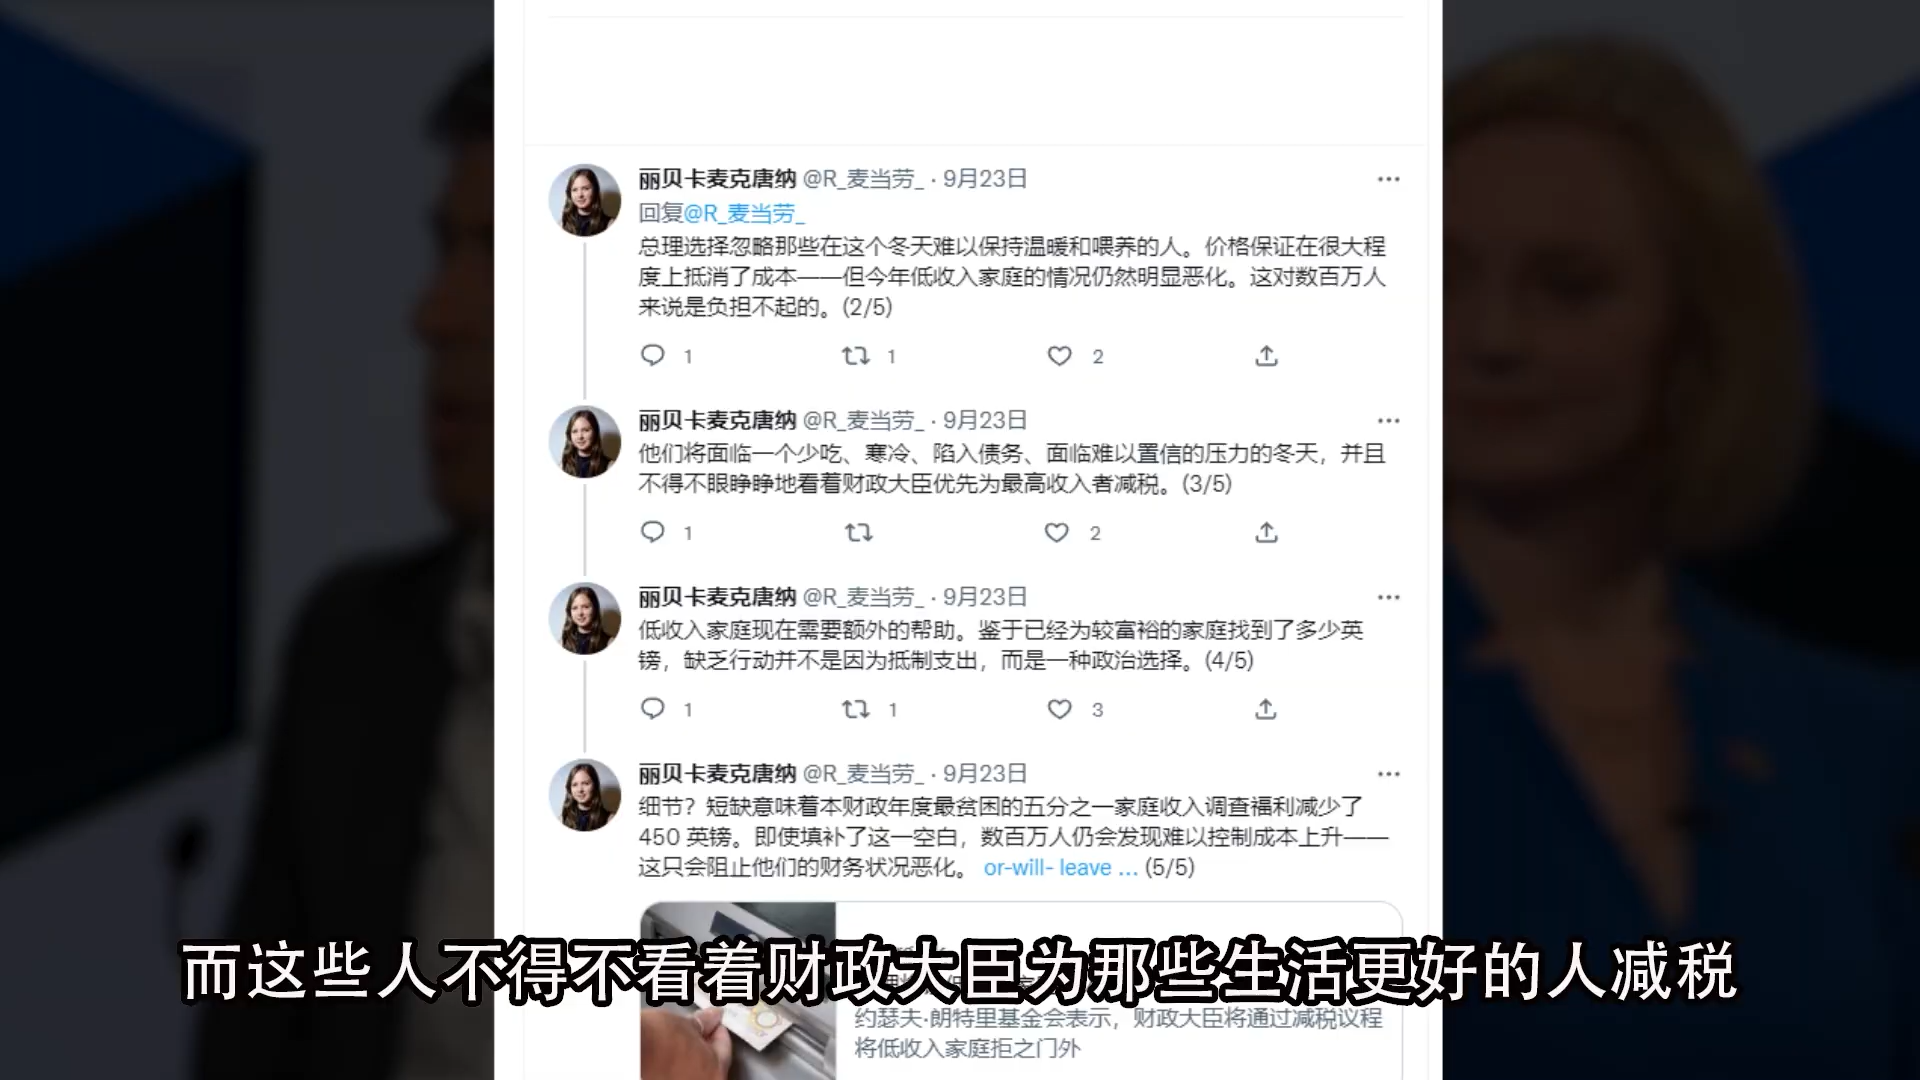 丽贝卡麦克唐纳 @R_麦当劳_ · 9月23日
回复@R_麦当劳_
总理选择忽略那些在这个冬天难以保持温暖和喂养的人。价格保证在很大程
度上抵消了成本——但今年低收入家庭的情况仍然明显恶化。这对数百万人
来说是负担不起的。(2/5)
1 1 2
丽贝卡麦克唐纳 @R_麦当劳_ · 9月23日
他们将面临一个少吃、寒冷、陷入债务、面临难以置信的压力的冬天，并且
不得不眼睁睁地看着财政大臣优先为最高收入者减税。(3/5)
1 2
丽贝卡麦克唐纳 @R_麦当劳_ · 9月23日
低收入家庭现在需要额外的帮助。鉴于已经为较富裕的家庭找到了多少英
镑，缺乏行动并不是因为抵制支出，而是一种政治选择。(4/5)
1 1 3
丽贝卡麦克唐纳 @R_麦当劳_ · 9月23日
细节？短缺意味着本财政年度最贫困的五分之一家庭收入调查福利减少了
450 英镑。即使填补了这一空白，数百万人仍会发现难以控制成本上升——
这只会阻止他们的财务状况恶化。 or-will- leave ... (5/5)
而这些人不得不看着财政大臣为那些生活更好的人减税
约瑟夫·朗特里基金会表示，财政大臣将通过减税议程
将低收入家庭拒之门外